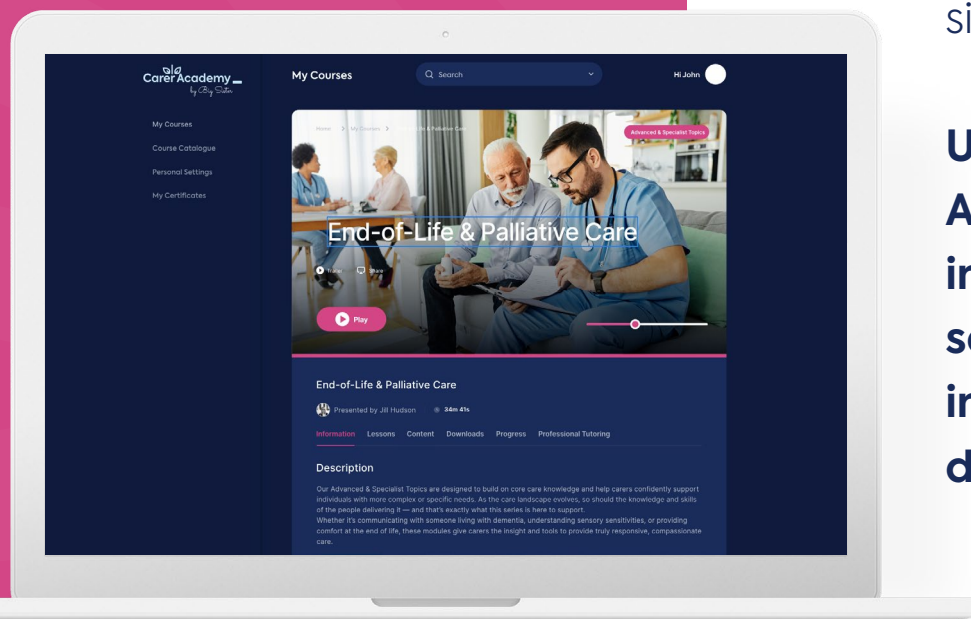 Carer Academy
by Big Sister
My Courses
Course Catalogue
Personal Settings
My Certificates
My Courses
Search
Hi John
Home > My Courses > End-of-Life & Palliative Care
Advanced & Specialist Topics
End-of-Life & Palliative Care
Trailer Share
Play
End-of-Life & Palliative Care
Presented by Jill Hudson 34m 41s
Information Lessons Content Downloads Progress Professional Tutoring
Description
Our Advanced & Specialist Topics are designed to build on core care knowledge and help carers confidently support
individuals with more complex or specific needs. As the care landscape evolves, so should the knowledge and skills
of the people delivering it — and that's exactly what this series is here to support.
Whether it's communicating with someone living with dementia, understanding sensory sensitivities, or providing
comfort at the end of life, these modules give carers the insight and tools to provide truly responsive, compassionate
care.